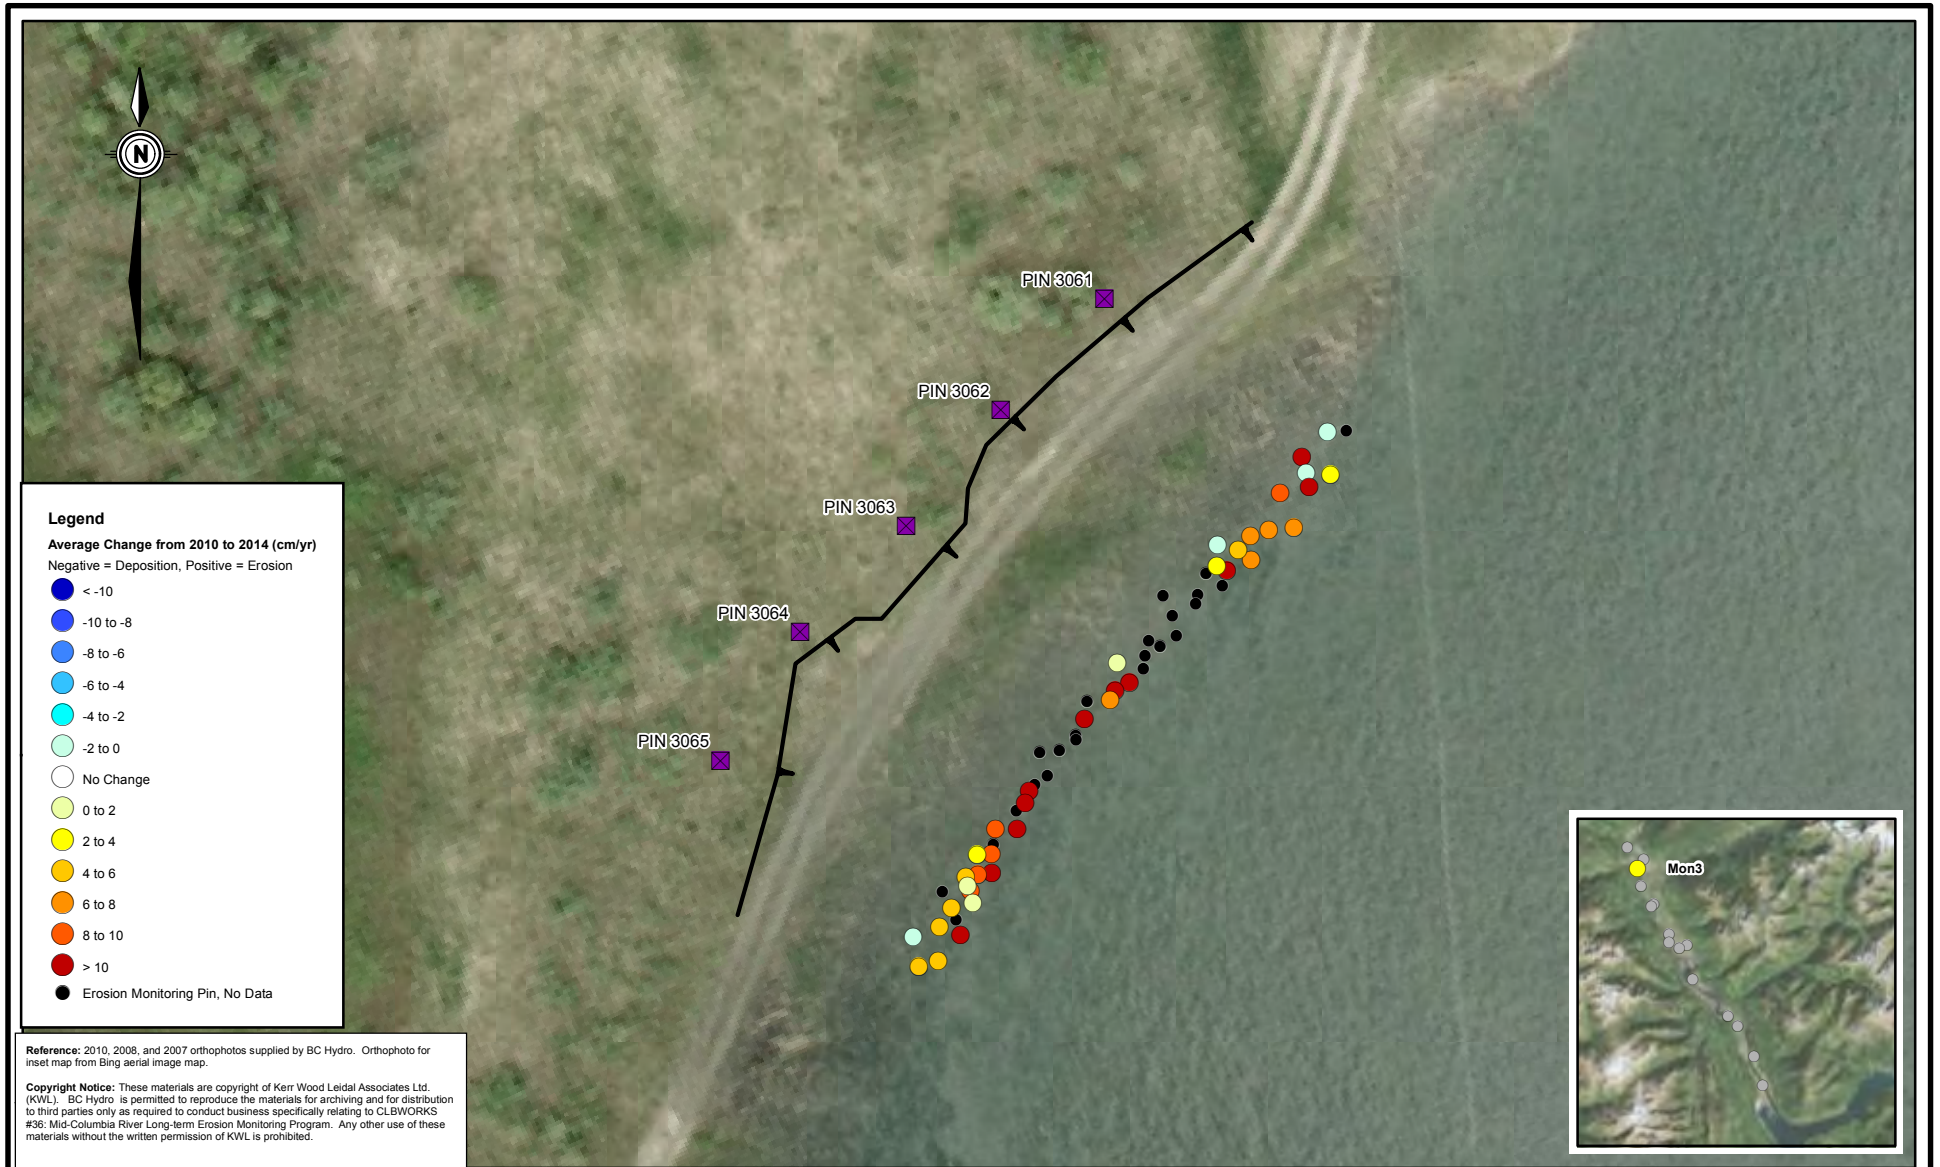 N
PIN 3061
PIN 3062
PIN 3063
PIN 3064
PIN 3065
Legend
Average Change from 2010 to 2014 (cm/yr)
Negative = Deposition, Positive = Erosion
< -10
-10 to -8
-8 to -6
-6 to -4
-4 to -2
-2 to 0
No Change
0 to 2
2 to 4
4 to 6
6 to 8
8 to 10
> 10
Erosion Monitoring Pin, No Data
Reference: 2010, 2008, and 2007 orthophotos supplied by BC Hydro. Orthophoto for
inset map from Bing aerial image map.
Copyright Notice: These materials are copyright of Kerr Wood Leidal Associates Ltd.
(KWL). BC Hydro is permitted to reproduce the materials for archiving and for distribution
to third parties only as required to conduct business specifically relating to CLBWORKS
#36: Mid-Columbia River Long-term Erosion Monitoring Program. Any other use of these
materials without the written permission of KWL is prohibited.
Mon3